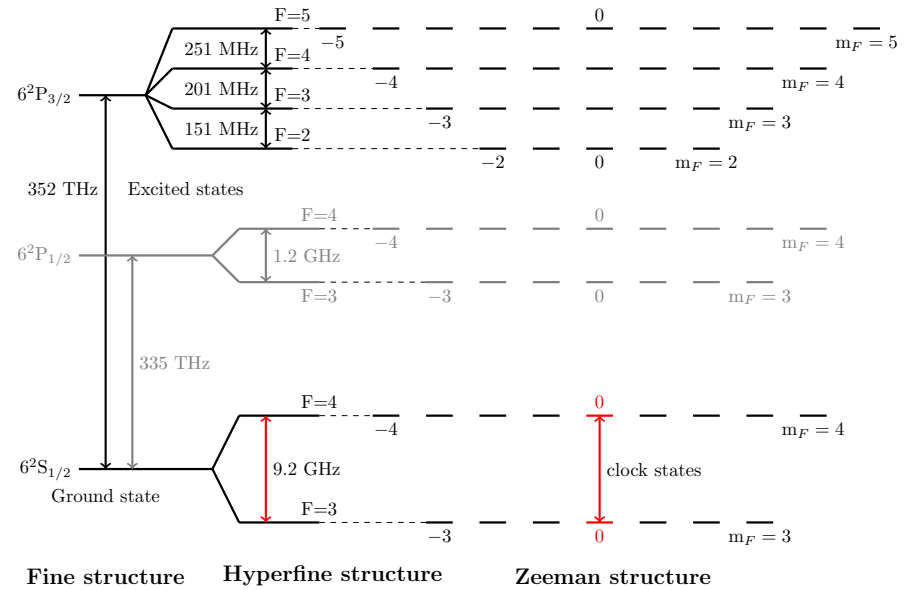 F=5
0
−5
m_F = 5
251 MHz
F=4
−4
m_F = 4
6²P₃/₂
201 MHz
F=3
−3
m_F = 3
151 MHz
F=2
−2
0
m_F = 2
352 THz
Excited states
F=4
0
−4
m_F = 4
6²P₁/₂
1.2 GHz
F=3
−3
0
m_F = 3
335 THz
F=4
0
−4
m_F = 4
6²S₁/₂
9.2 GHz
clock states
Ground state
F=3
−3
0
m_F = 3
Fine structure
Hyperfine structure
Zeeman structure